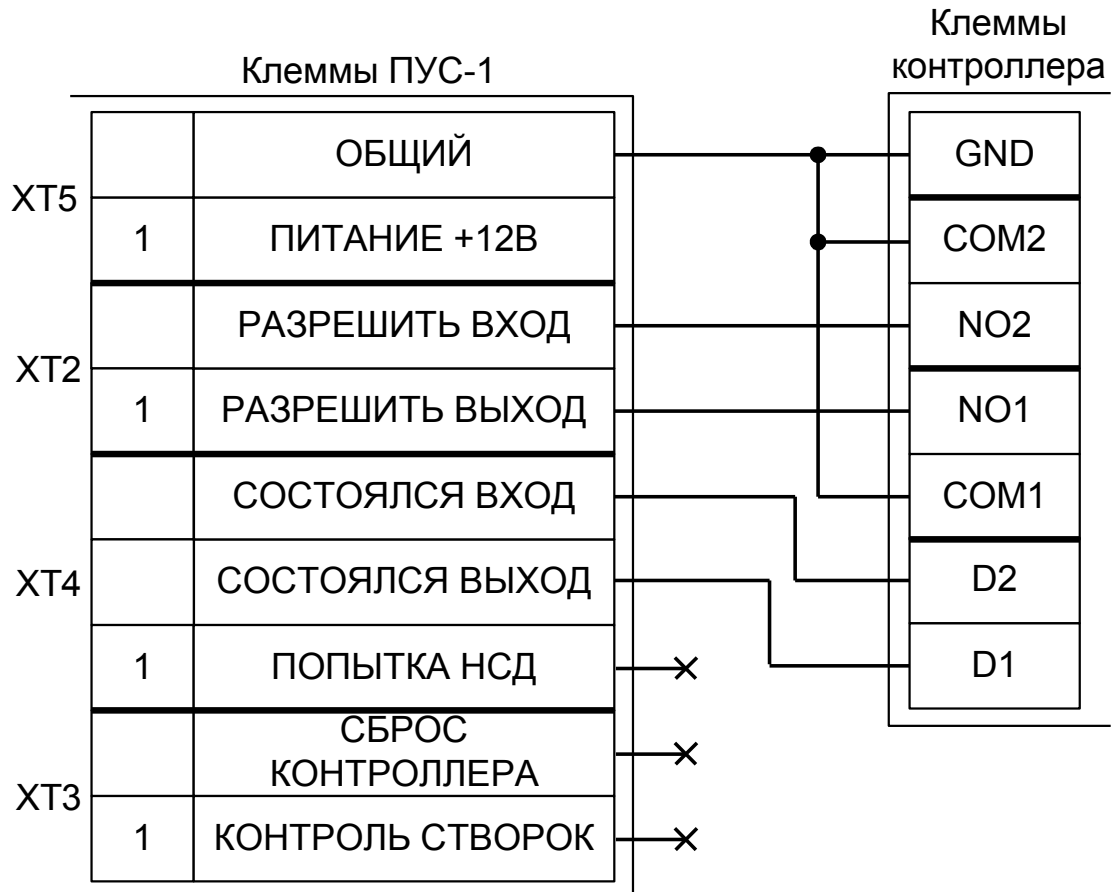 Клеммы ПУС-1
Клеммы
контроллера
XT5
ОБЩИЙ
1
ПИТАНИЕ +12В
XT2
РАЗРЕШИТЬ ВХОД
1
РАЗРЕШИТЬ ВЫХОД
XT4
СОСТОЯЛСЯ ВХОД
СОСТОЯЛСЯ ВЫХОД
1
ПОПЫТКА НСД
XT3
СБРОС
КОНТРОЛЛЕРА
1
КОНТРОЛЬ СТВОРОК
GND
COM2
NO2
NO1
COM1
D2
D1